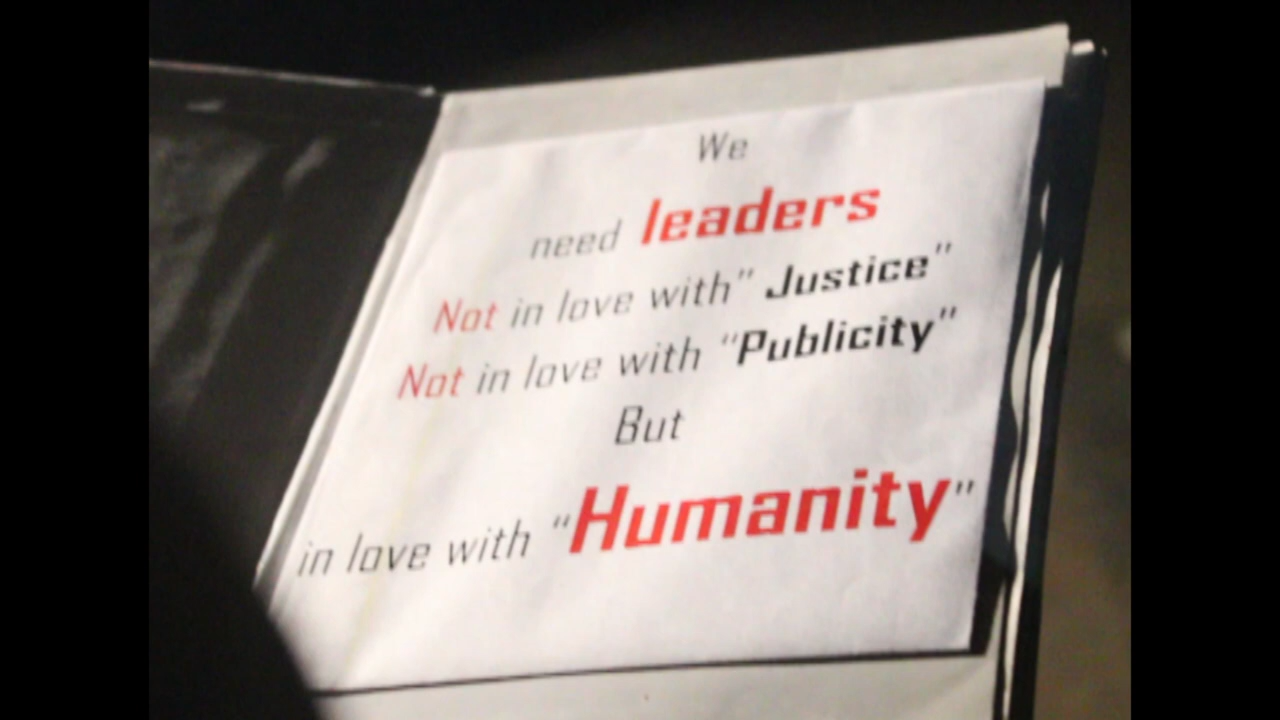 We
need leaders
Not in love with" Justice"
Not in love with "Publicity"
But
in love with "Humanity"